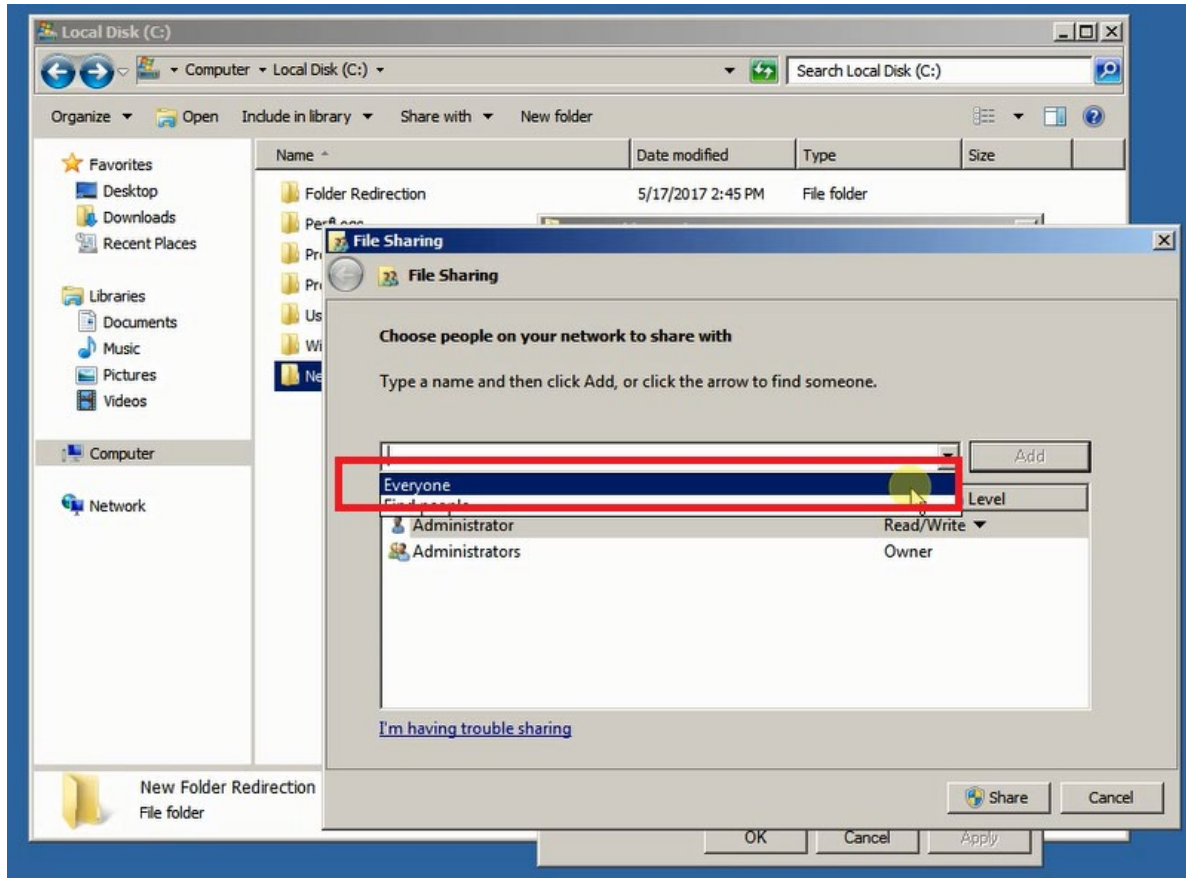 Local Disk (C:)
Computer Local Disk (C:) Search Local Disk (C:)
Organize Open Include in library Share with New folder
Favorites
Desktop
Downloads
Recent Places
Libraries
Documents
Music
Pictures
Videos
Computer
Network
Name Date modified Type Size
Folder Redirection 5/17/2017 2:45 PM File folder
File Sharing
File Sharing
Choose people on your network to share with
Type a name and then click Add, or click the arrow to find someone.
Add
Everyone
Find people
Level
Administrator Read/Write
Administrators Owner
I'm having trouble sharing
Share Cancel
New Folder Redirection
File folder
OK Cancel Apply